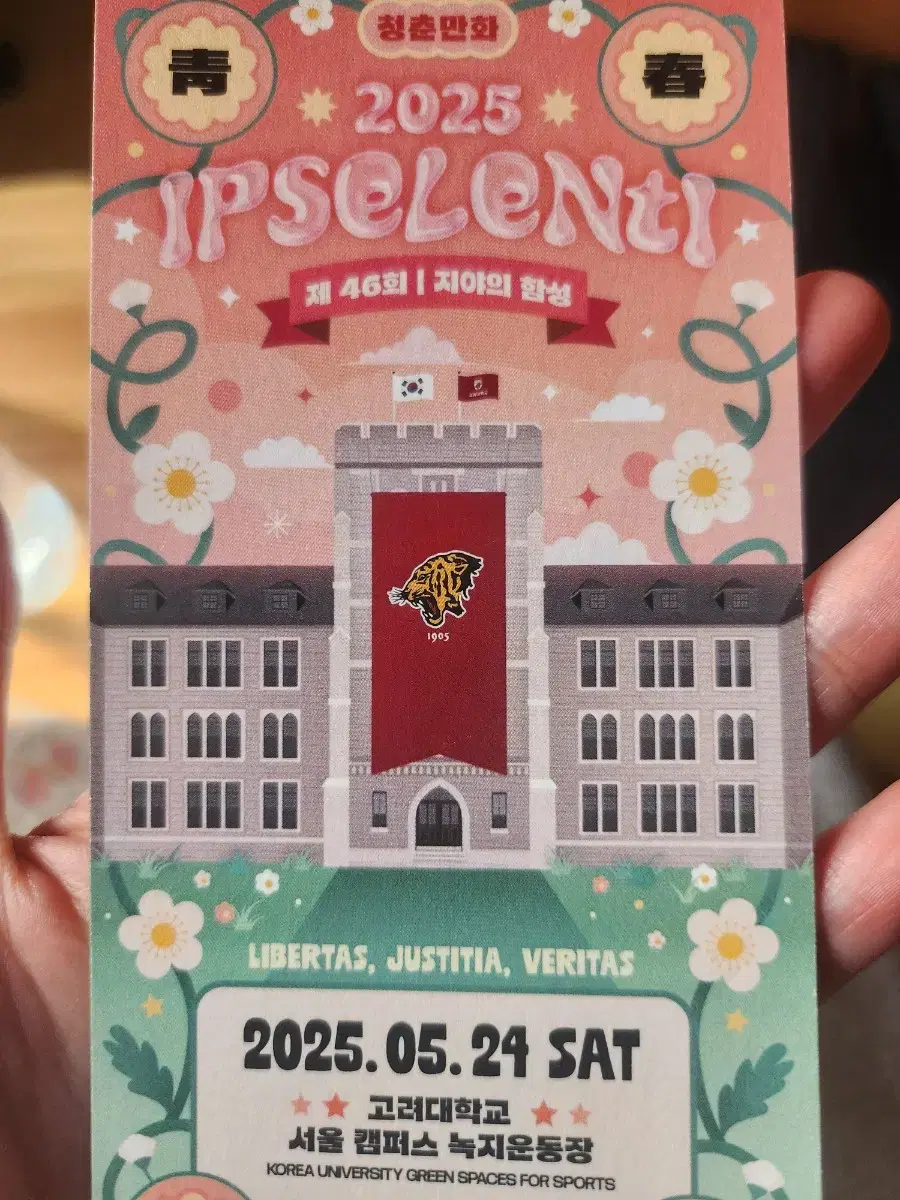 청춘만화
靑 春
2025
IPSELENTI
제 46회 | 지야의 함성
1905
LIBERTAS, JUSTITIA, VERITAS
2025.05.24 SAT
고려대학교
서울 캠퍼스 녹지운동장
KOREA UNIVERSITY GREEN SPACES FOR SPORTS